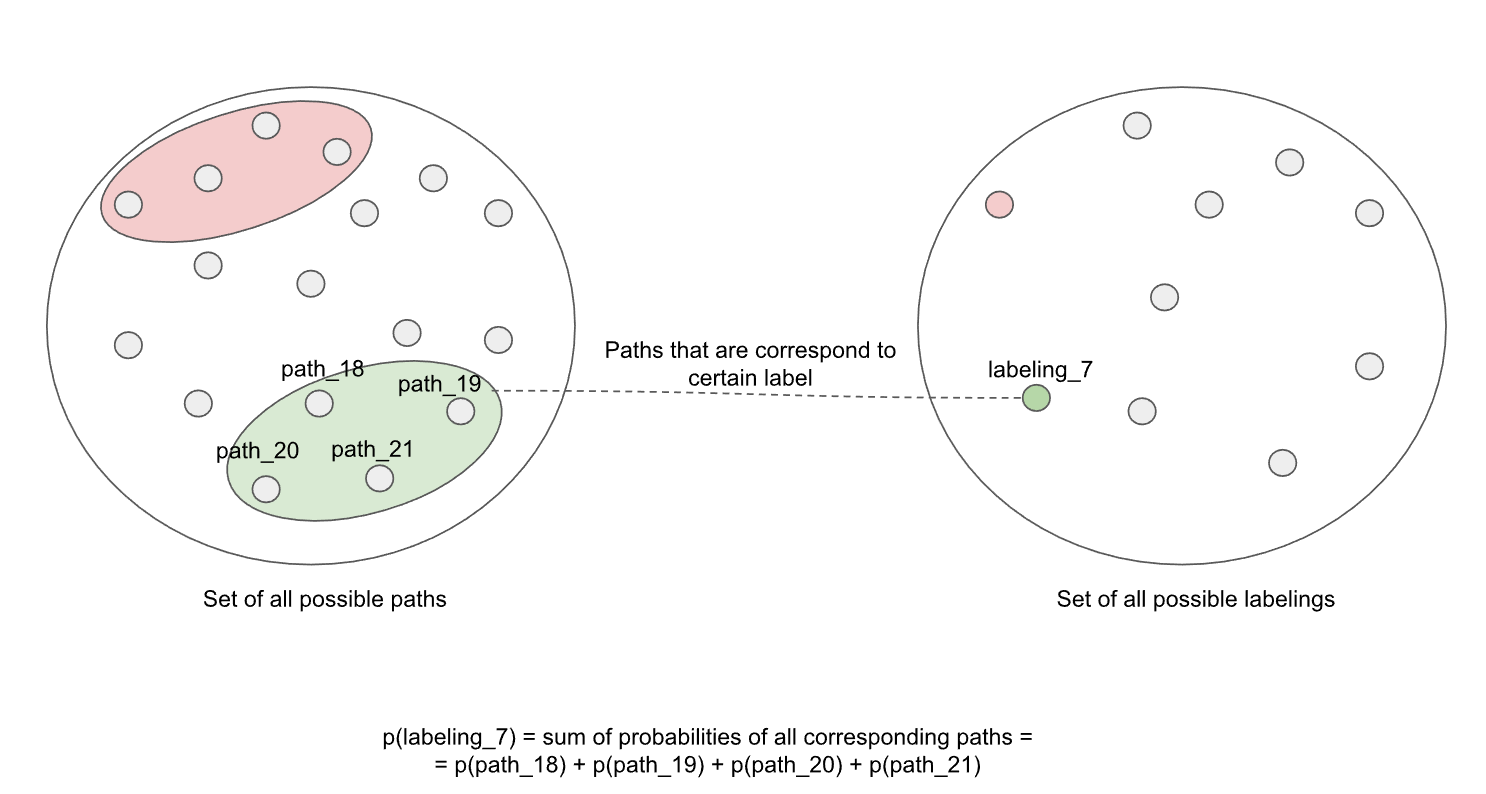 path_18
path_19
path_20
path_21
Paths that are correspond to
certain label
labeling_7
Set of all possible paths
Set of all possible labelings
p(labeling_7) = sum of probabilities of all corresponding paths =
= p(path_18) + p(path_19) + p(path_20) + p(path_21)